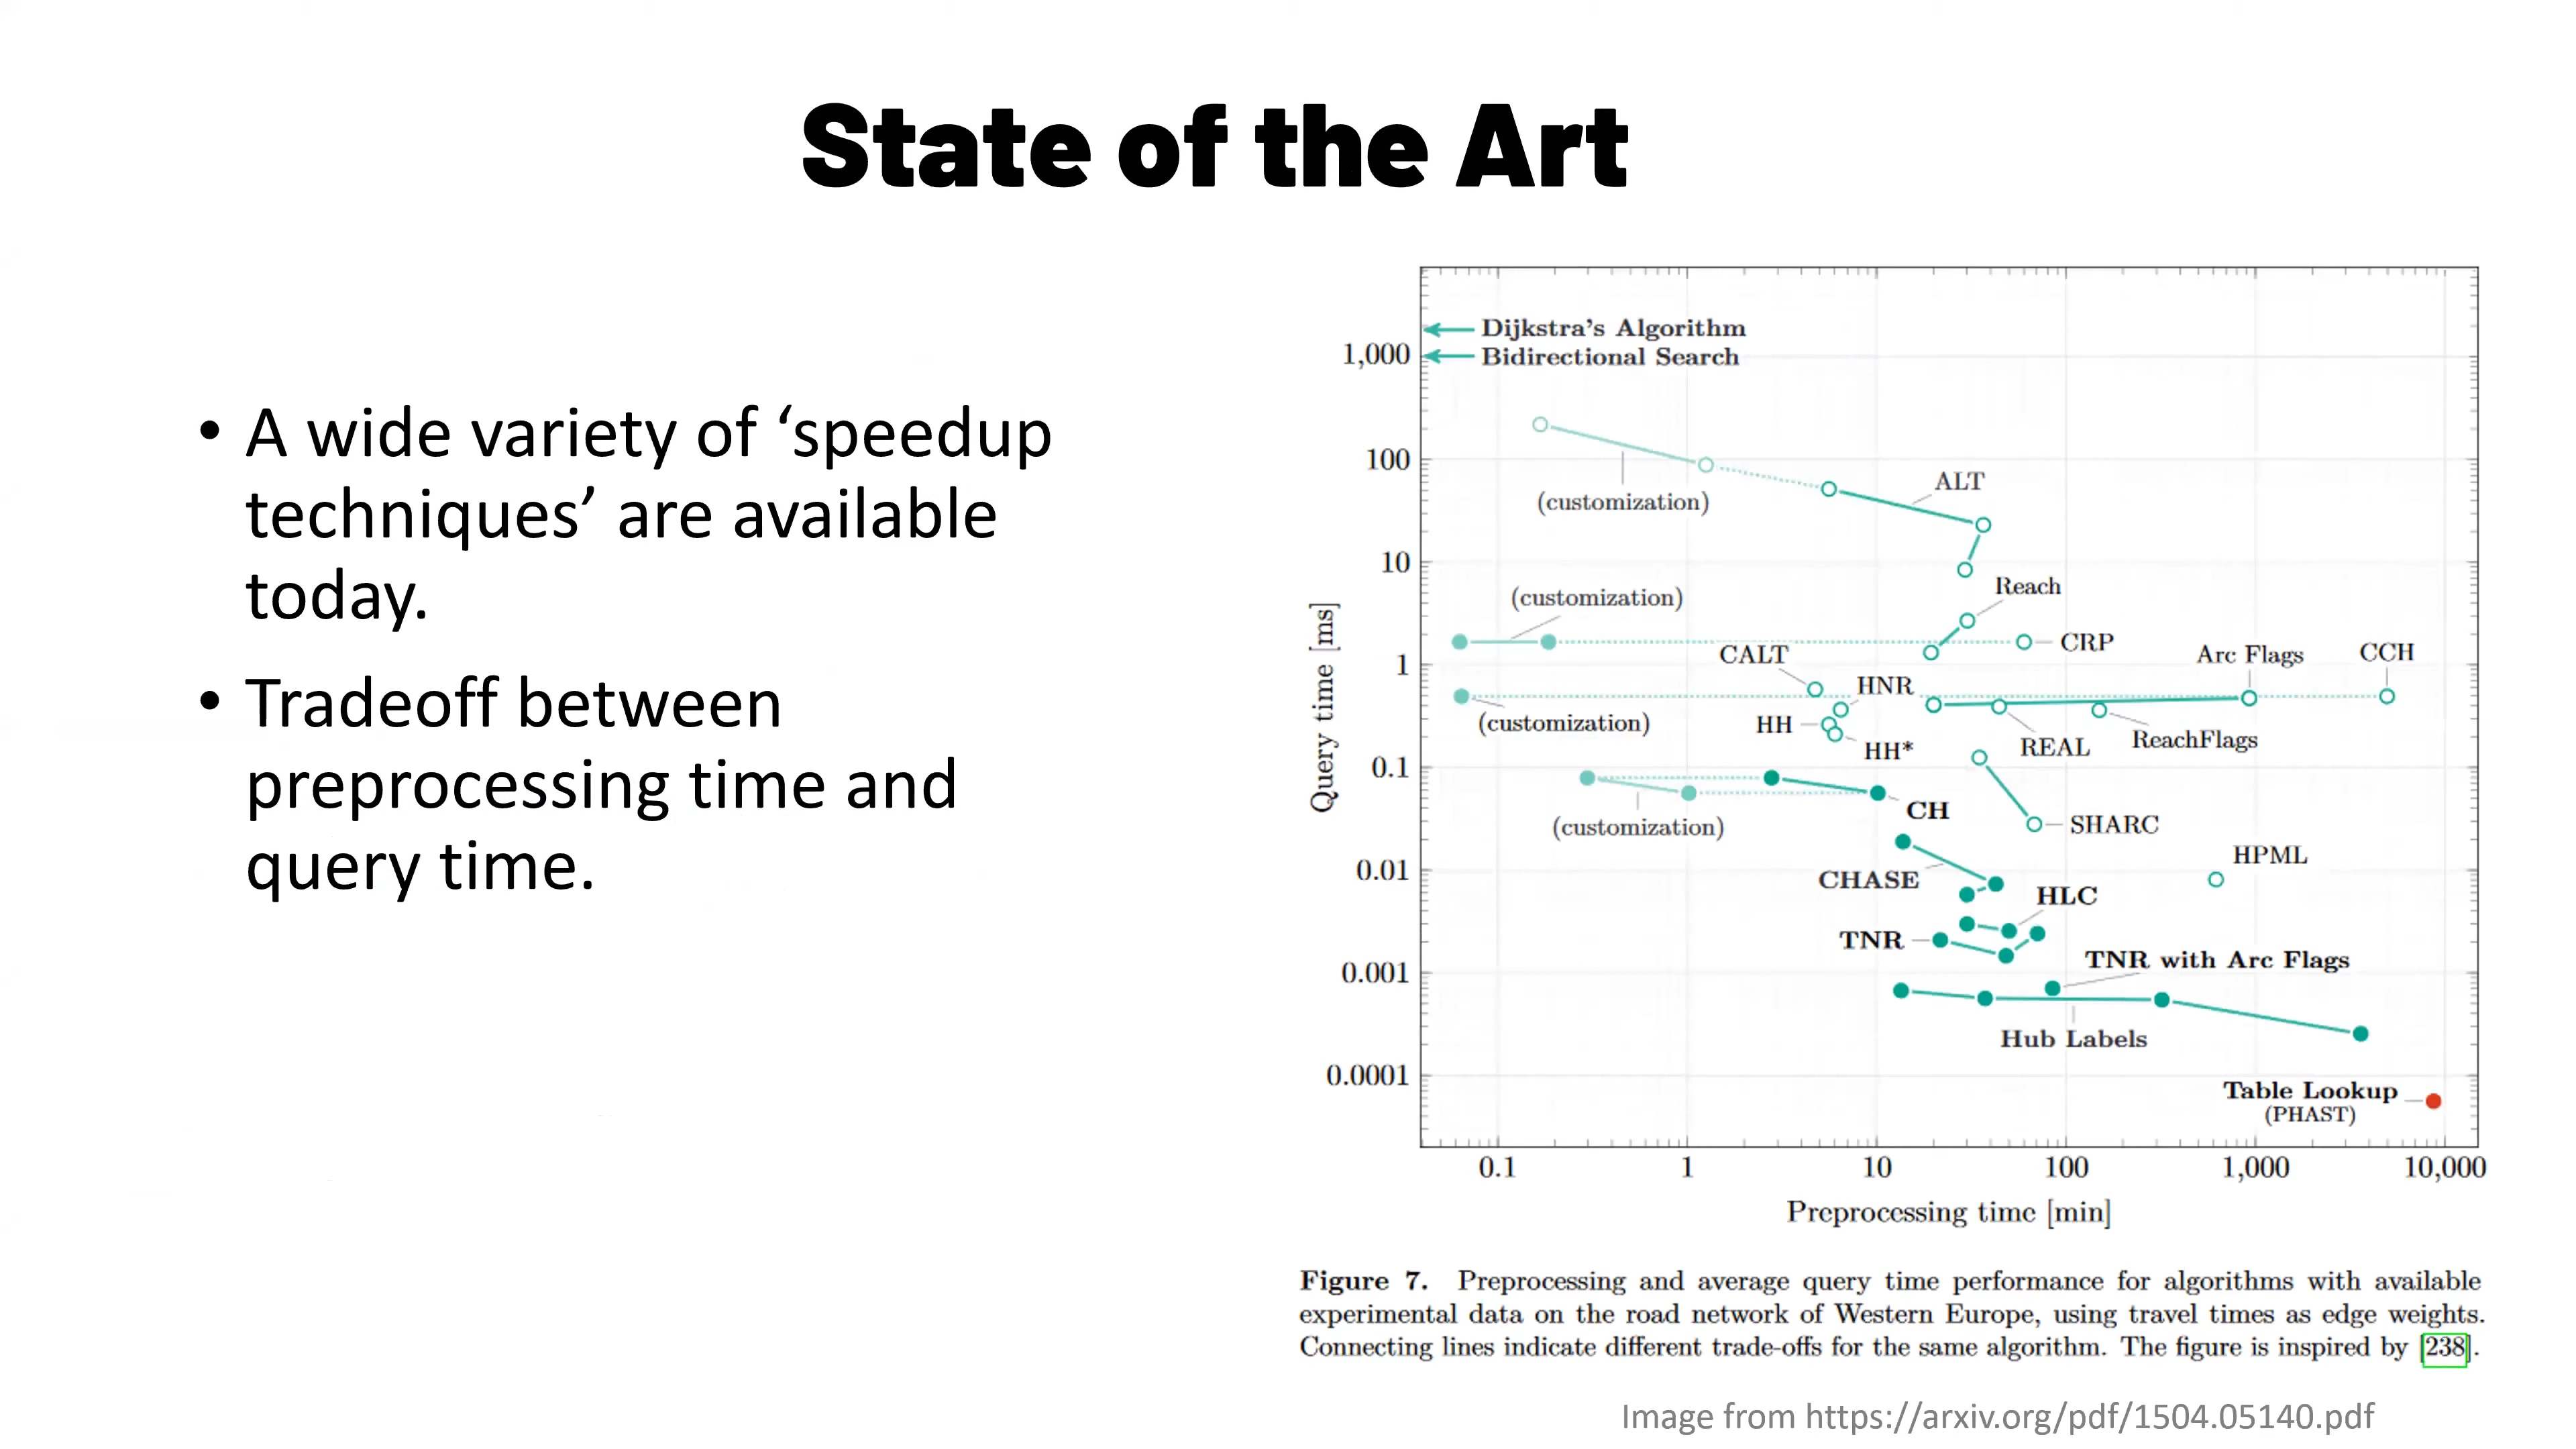 State of the Art
• A wide variety of ‘speedup
techniques’ are available
today.
• Tradeoff between
preprocessing time and
query time.
Dijkstra's Algorithm
1,000
Bidirectional Search
100
ALT
(customization)
10
Reach
(customization)
CRP
CALT
1
Arc Flags
CCH
HNR
(customization)
HH
HH*
REAL
ReachFlags
0.1
CH
(customization)
SHARC
HPML
0.01
CHASE
HLC
TNR
TNR with Arc Flags
0.001
Hub Labels
0.0001
Table Lookup
(PHAST)
Query time [ms]
0.1
1
10
100
1,000
10,000
Preprocessing time [min]
Figure 7. Preprocessing and average query time performance for algorithms with available
experimental data on the road network of Western Europe, using travel times as edge weights.
Connecting lines indicate different trade-offs for the same algorithm. The figure is inspired by [238].
Image from https://arxiv.org/pdf/1504.05140.pdf